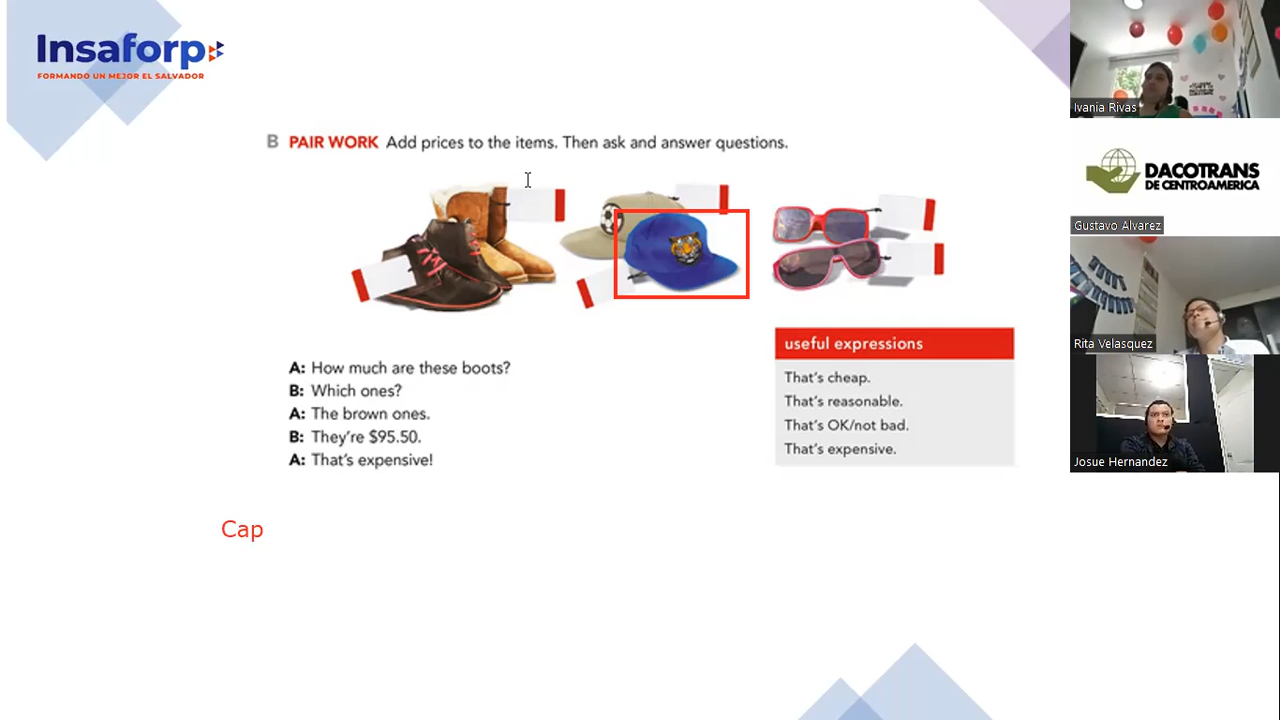 Insaforp
FORMANDO UN MEJOR EL SALVADOR
B PAIR WORK Add prices to the items. Then ask and answer questions.
A: How much are these boots?
B: Which ones?
A: The brown ones.
B: They're $95.50.
A: That's expensive!
useful expressions
That's cheap.
That's reasonable.
That's OK/not bad.
That's expensive.
Cap
Ivania Rivas
DACOTRANS
DE CENTROAMERICA
Gustavo Alvarez
Rita Velasquez
Josue Hernandez